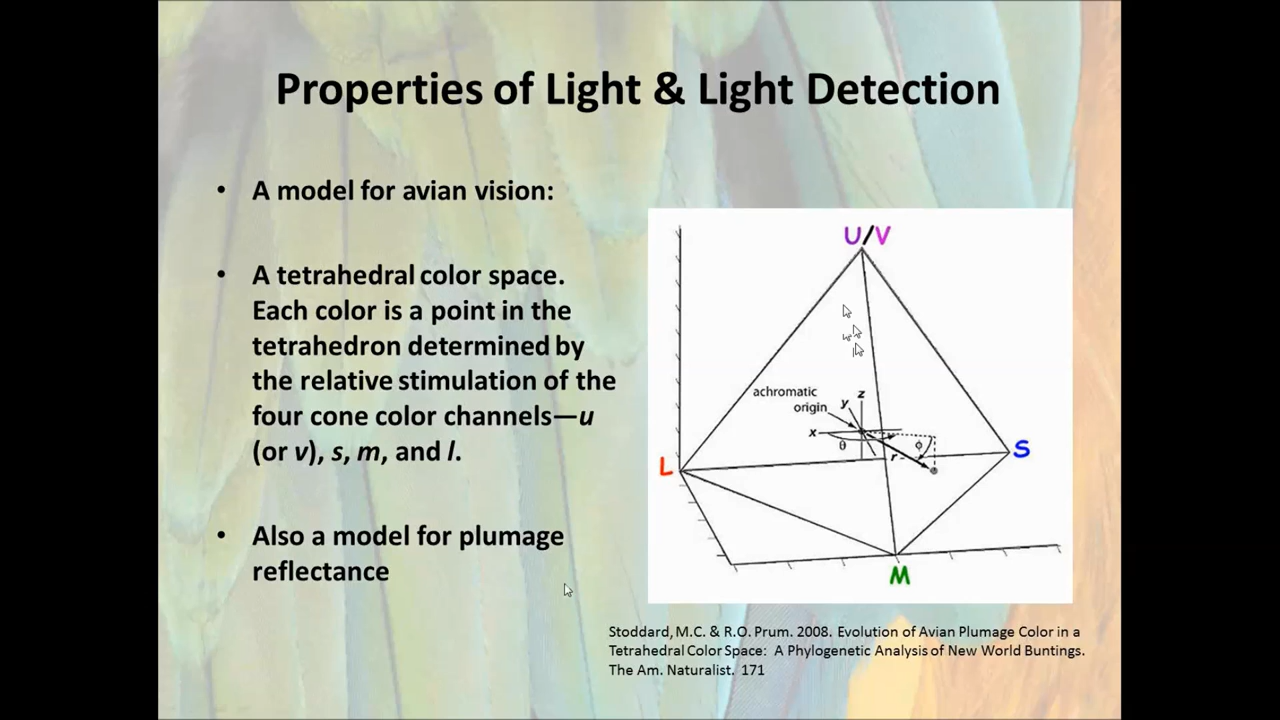 Properties of Light & Light Detection
• A model for avian vision:
• A tetrahedral color space.
Each color is a point in the
tetrahedron determined by
the relative stimulation of the
four cone color channels—u
(or v), s, m, and l.
• Also a model for plumage
reflectance
U/V
achromatic
origin
y
z
x
θ
ϕ
r
L
S
M
Stoddard, M.C. & R.O. Prum. 2008. Evolution of Avian Plumage Color in a
Tetrahedral Color Space: A Phylogenetic Analysis of New World Buntings.
The Am. Naturalist. 171